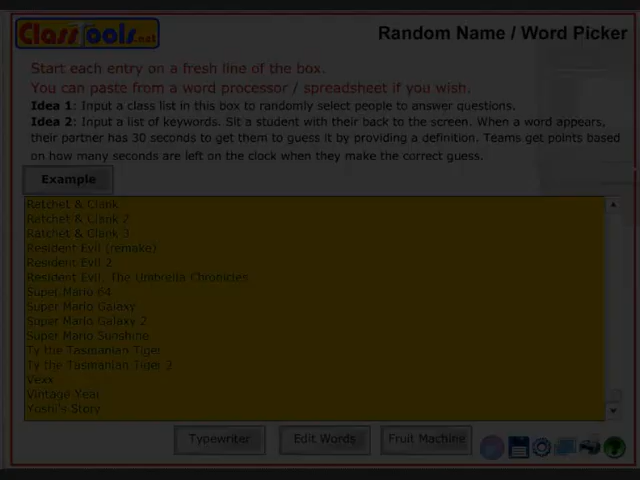 ClassTools.net
Random Name / Word Picker
Start each entry on a fresh line of the box.
You can paste from a word processor / spreadsheet if you wish.
Idea 1: Input a class list in this box to randomly select people to answer questions.
Idea 2: Input a list of keywords. Sit a student with their back to the screen. When a word appears,
their partner has 30 seconds to get them to guess it by providing a definition. Teams get points based
on how many seconds are left on the clock when they make the correct guess.
Example
Ratchet & Clank
Ratchet & Clank 2
Ratchet & Clank 3
Resident Evil (remake)
Resident Evil 2
Resident Evil: The Umbrella Chronicles
Super Mario 64
Super Mario Galaxy
Super Mario Galaxy 2
Super Mario Sunshine
Ty the Tasmanian Tiger
Ty the Tasmanian Tiger 2
Vexx
Vintage Year
Yoshi's Story
Typewriter
Edit Words
Fruit Machine